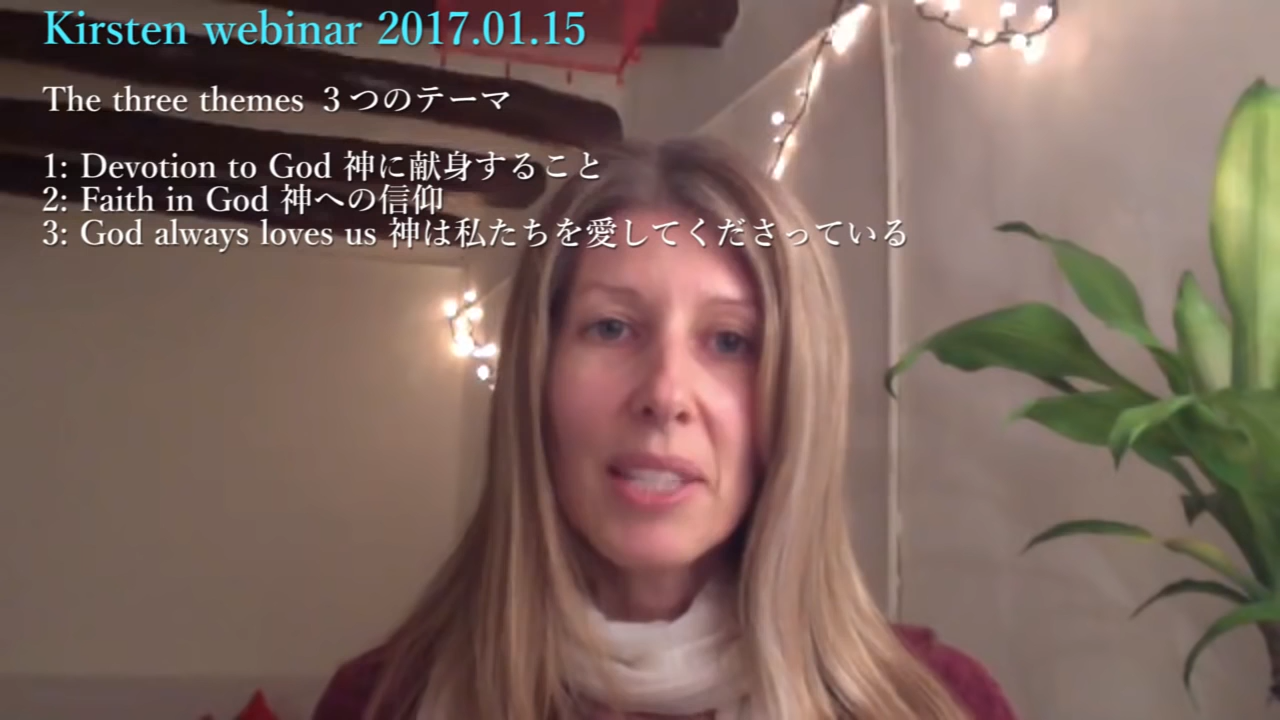 Kirsten webinar 2017.01.15
The three themes ３つのテーマ
1: Devotion to God 神に献身すること
2: Faith in God 神への信仰
3: God always loves us 神は私たちを愛してくださっている